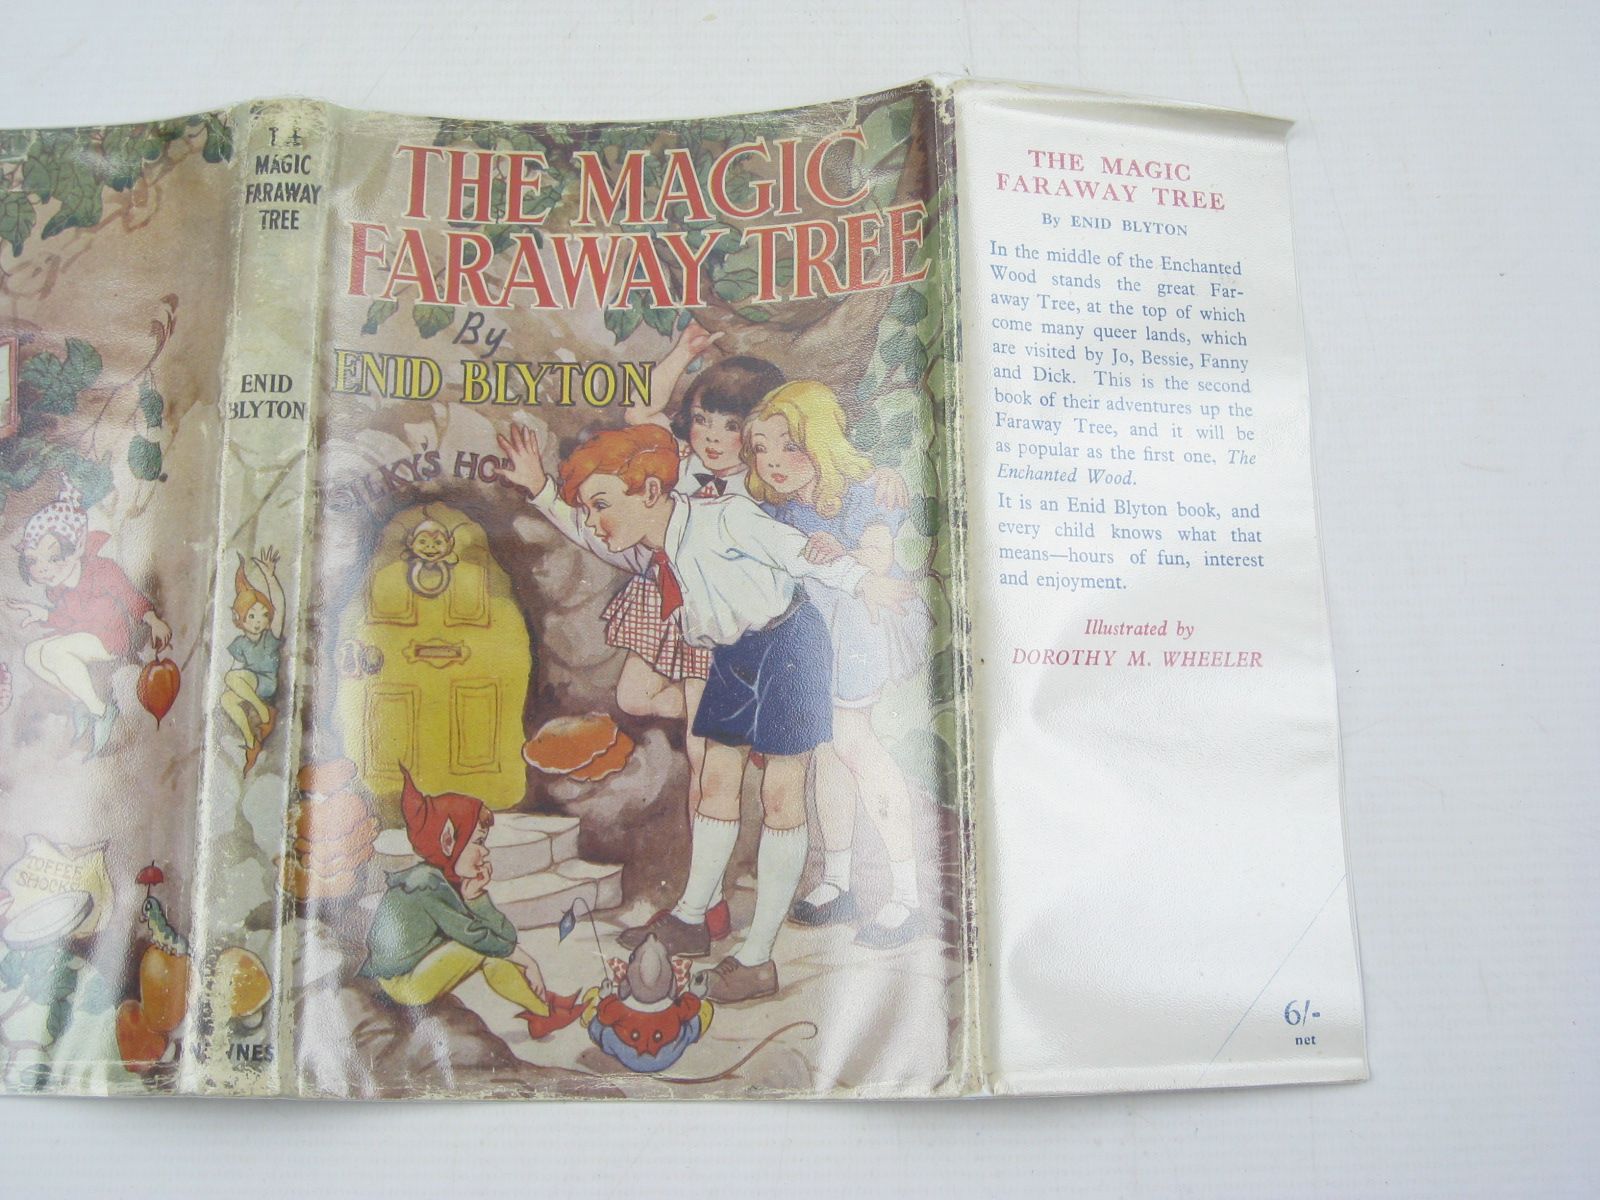 TOFFEE
SHOCKS
MAGIC
FARAWAY
TREE
ENID
BLYTON
THE MAGIC
FARAWAY TREE
By
ENID BLYTON
SILKY'S
THE MAGIC
FARAWAY TREE
By ENID BLYTON
In the middle of the Enchanted
Wood stands the great Far-
away Tree, at the top of which
come many queer lands, which
are visited by Jo, Bessie, Fanny
and Dick. This is the second
book of their adventures up the
Faraway Tree, and it will be
as popular as the first one, The
Enchanted Wood.
It is an Enid Blyton book, and
every child knows what that
means—hours of fun, interest
and enjoyment.
Illustrated by
DOROTHY M. WHEELER
6/-
net